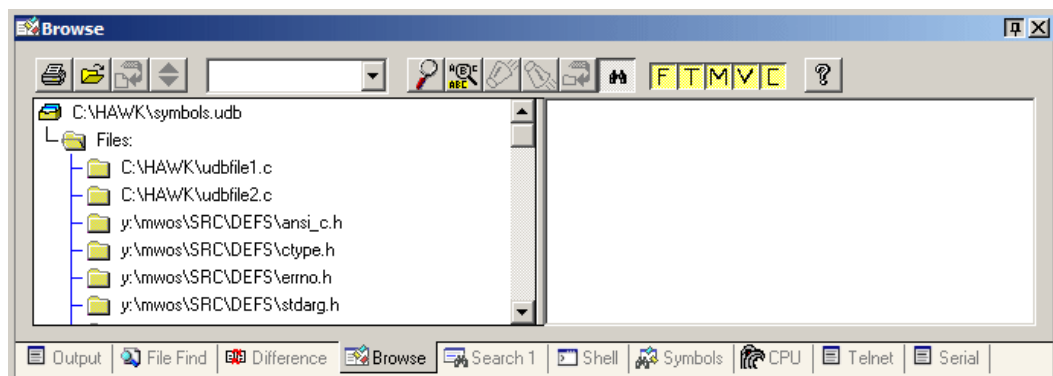 Browse
"B"C ABC F T M V C ?
C:\HAWK\symbols.udb
Files:
C:\HAWK\udbfile1.c
C:\HAWK\udbfile2.c
y:\mwos\SRC\DEFS\ansi_c.h
y:\mwos\SRC\DEFS\ctype.h
y:\mwos\SRC\DEFS\errno.h
y:\mwos\SRC\DEFS\stdarg.h
Output File Find Difference Browse Search 1 Shell Symbols CPU Telnet Serial